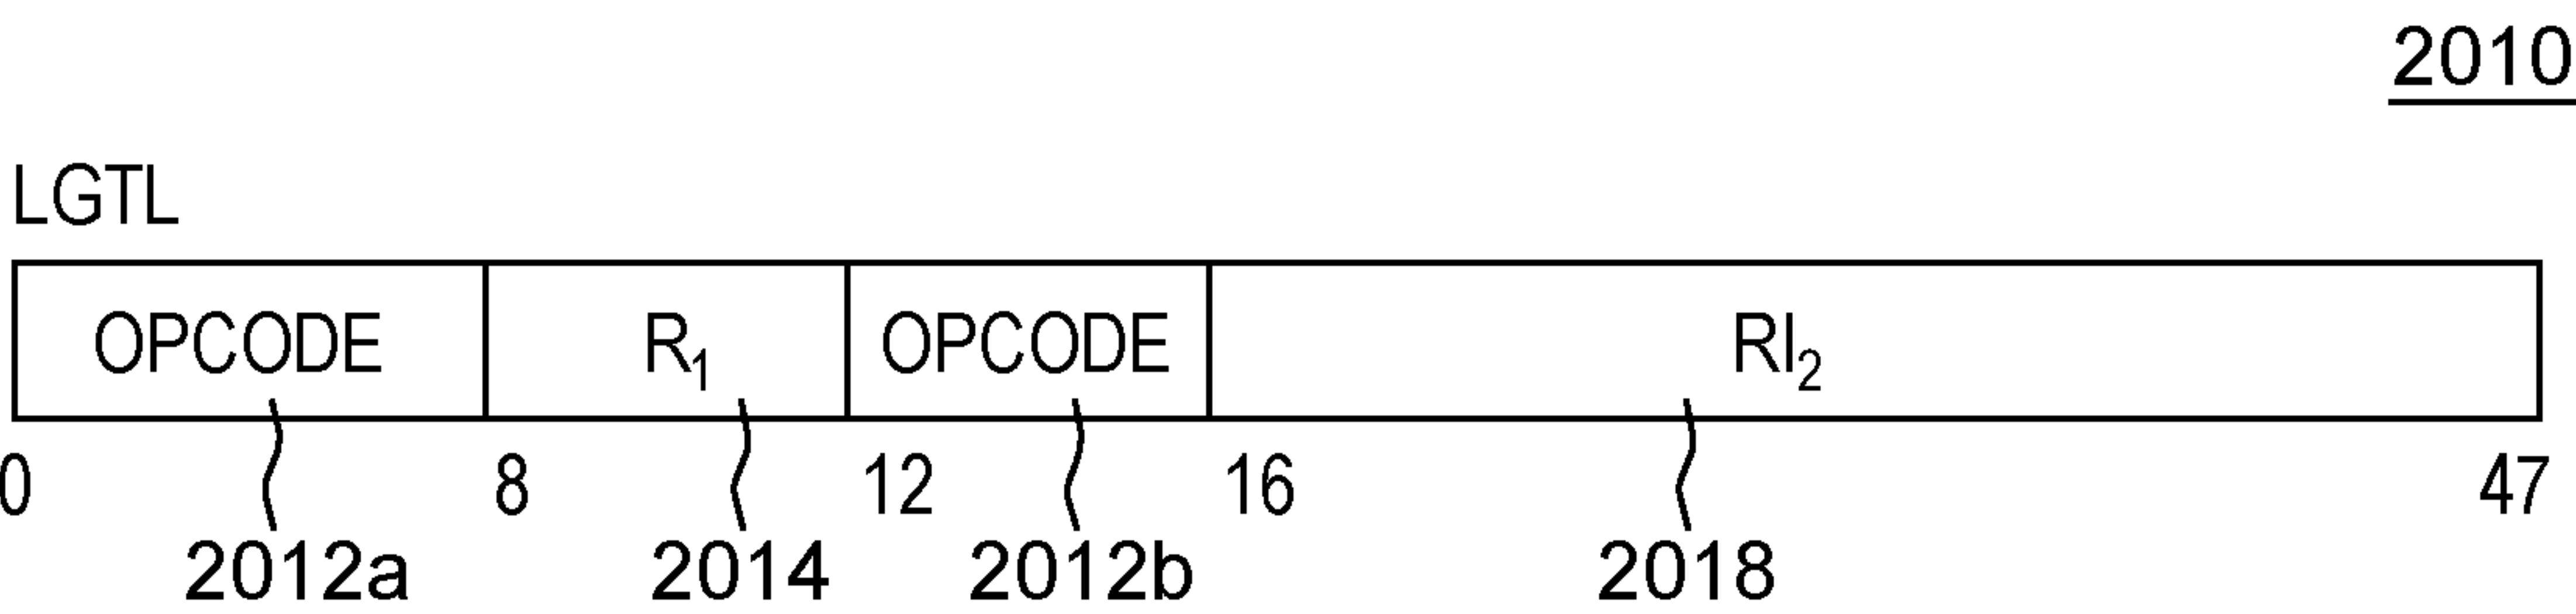 2010
LGTL
OPCODE R₁ OPCODE RI₂
0 8 12 16 47
2012a 2014 2012b 2018